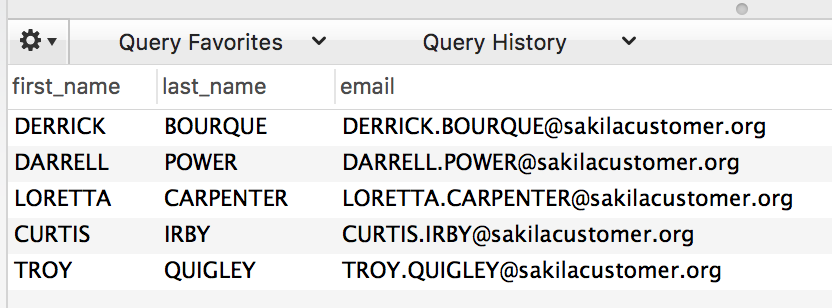 Query Favorites Query History
first_name last_name email
DERRICK BOURQUE DERRICK.BOURQUE@sakilacustomer.org
DARRELL POWER DARRELL.POWER@sakilacustomer.org
LORETTA CARPENTER LORETTA.CARPENTER@sakilacustomer.org
CURTIS IRBY CURTIS.IRBY@sakilacustomer.org
TROY QUIGLEY TROY.QUIGLEY@sakilacustomer.org